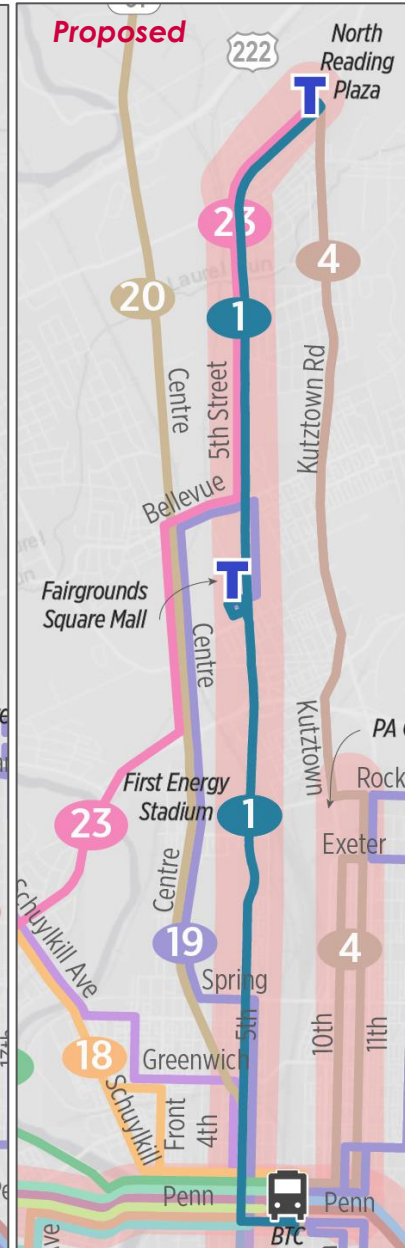 Proposed
222
North
Reading
Plaza
T
23
4
20
Laurel Run
1
Centre
5th Street
Kutztown Rd
Bellevue
T
Fairgrounds
Square Mall
Centre
Kutztown
PA
Rock
First Energy
Stadium
1
23
Exeter
Centre
Schuylkill Ave
19
4
Spring
5th
10th
11th
18
Greenwich
Schuylkill
Front
4th
Penn
Penn
BTC